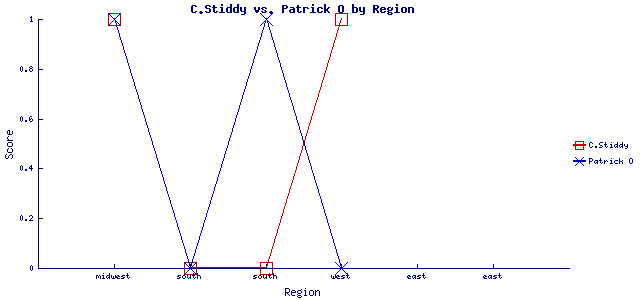 C.Stiddy vs. Patrick O by Region
1
0.8
0.6
0.4
0.2
0
Score
midwest south south west east east
Region
C.Stiddy
Patrick O